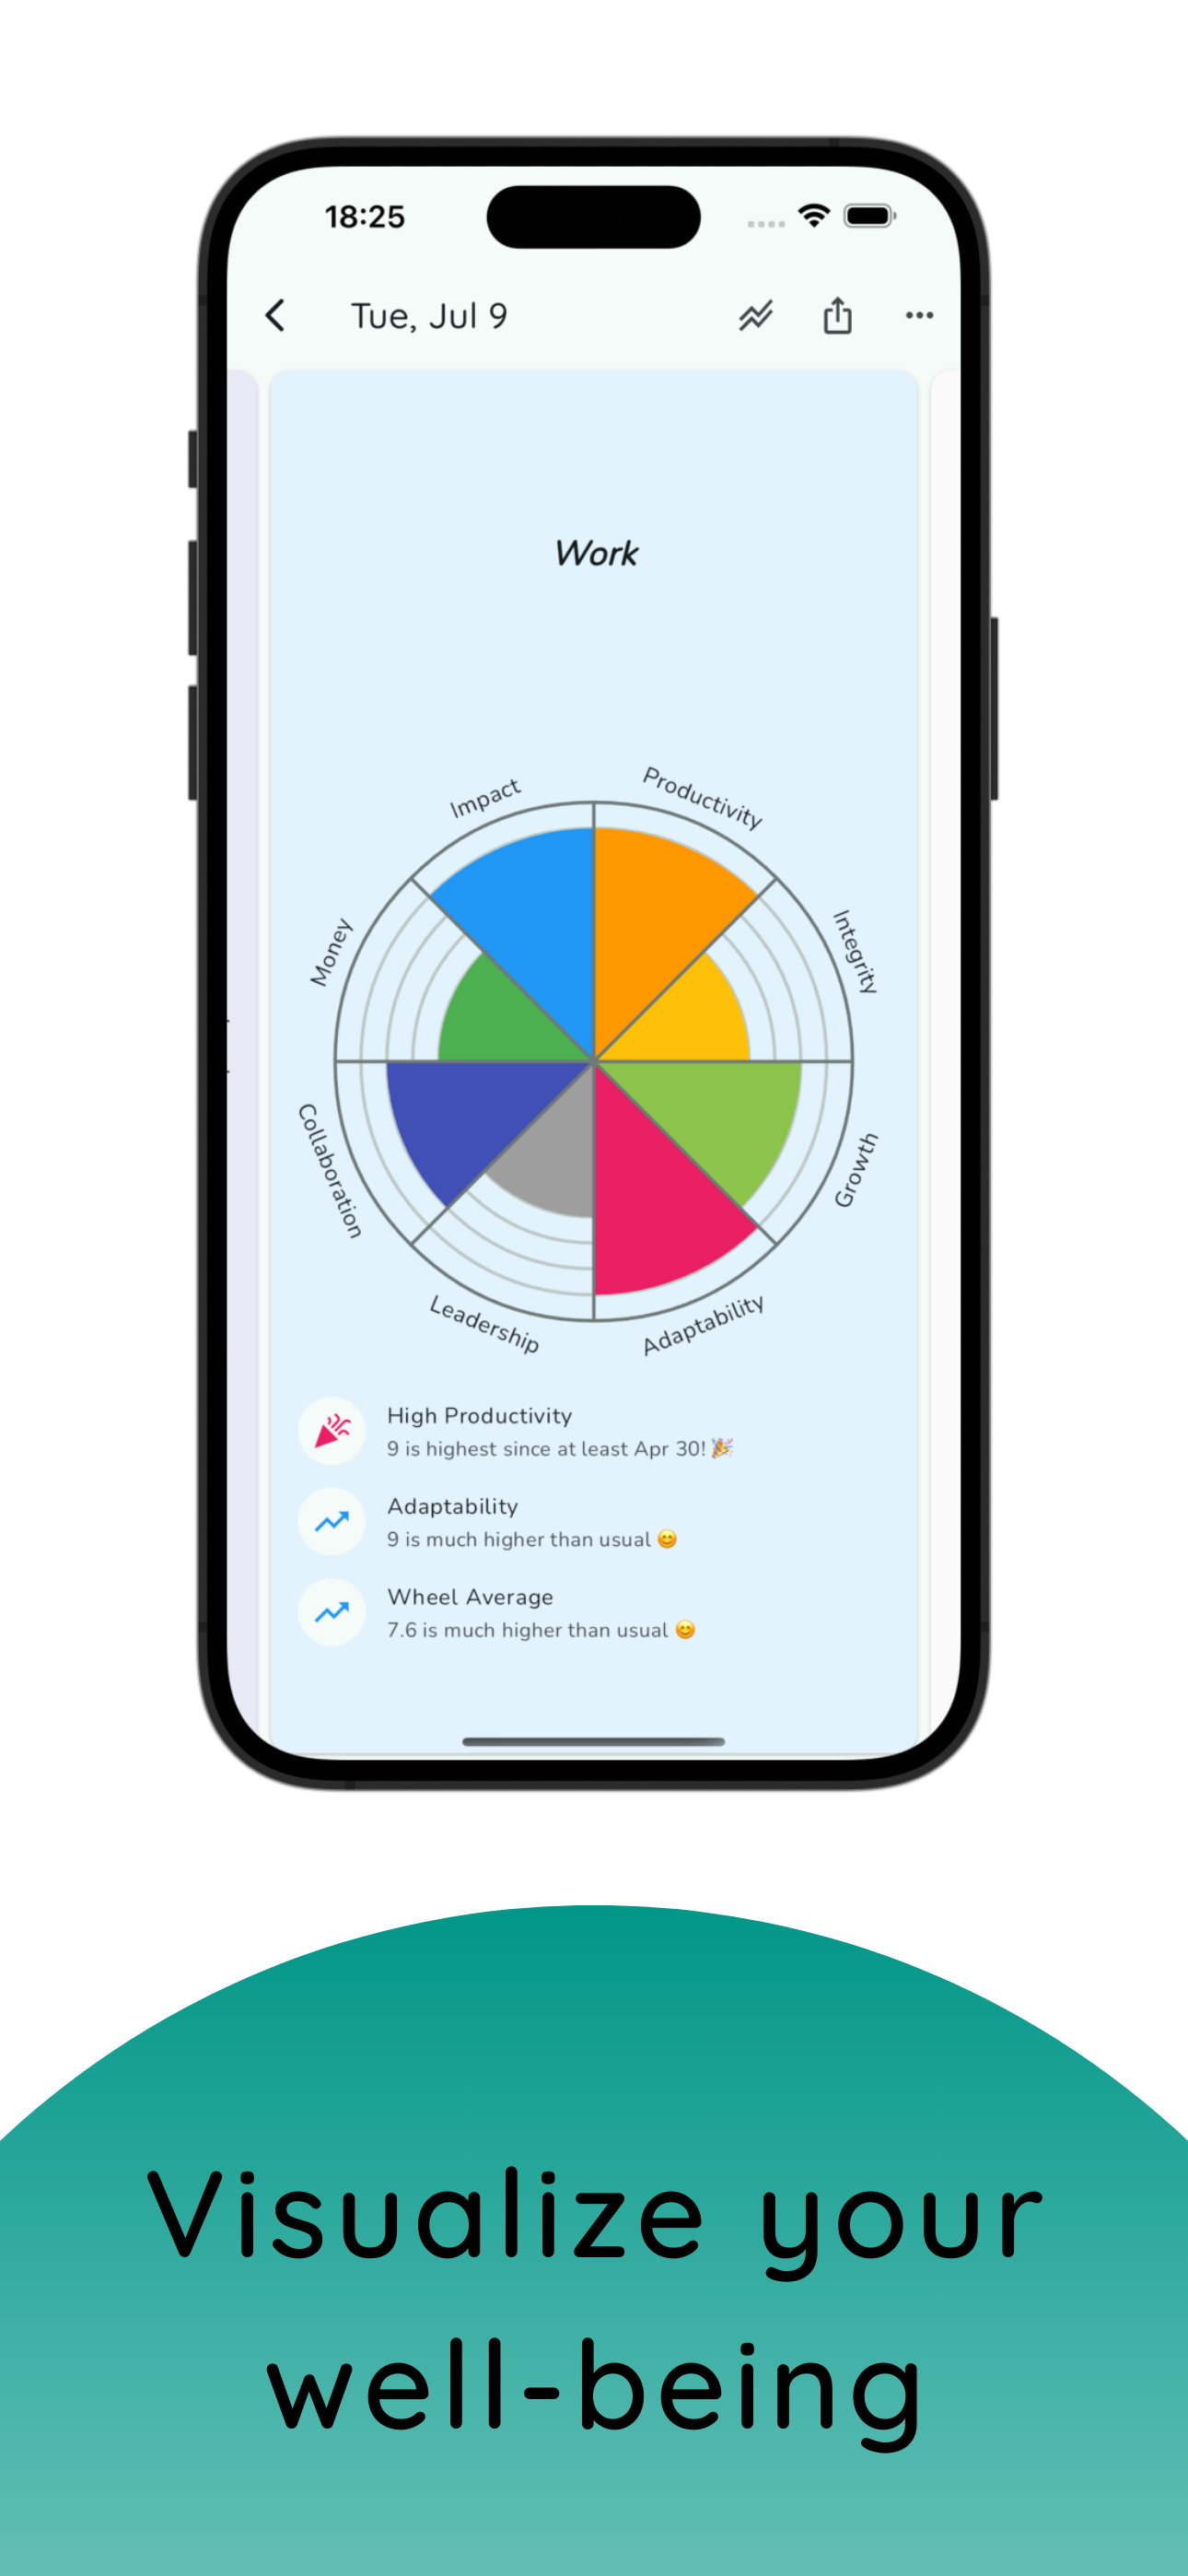 18:25
Tue, Jul 9
Work
Impact
Productivity
Money
Integrity
Collaboration
Growth
Leadership
Adaptability
High Productivity
9 is highest since at least Apr 30! 🎉
Adaptability
9 is much higher than usual 😊
Wheel Average
7.6 is much higher than usual 😊
Visualize your
well-being